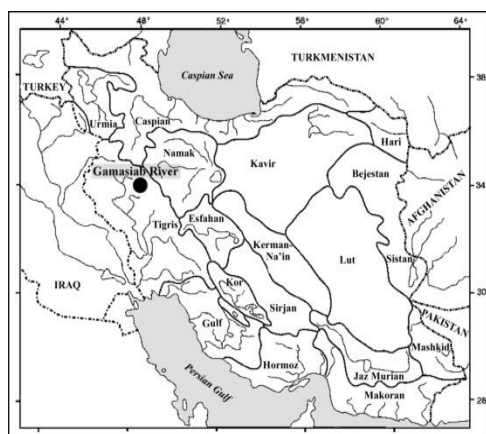 44° 48° 52° 56° 60° 64°
38
TURKMENISTAN
Caspian Sea
TURKEY
Urmia
Caspian
Hari
Namak
Kavir
Gamasiab River
34
Bejestan
AFGHANISTAN
Esfahan
Tigris
Kerman-
Na'in
Lut
Sistan
Kor
IRAQ
Sirjan
30
Gulf
PAKISTAN
Mashkid
Hormoz
Jaz Murian
Persian Gulf
Makoran
26